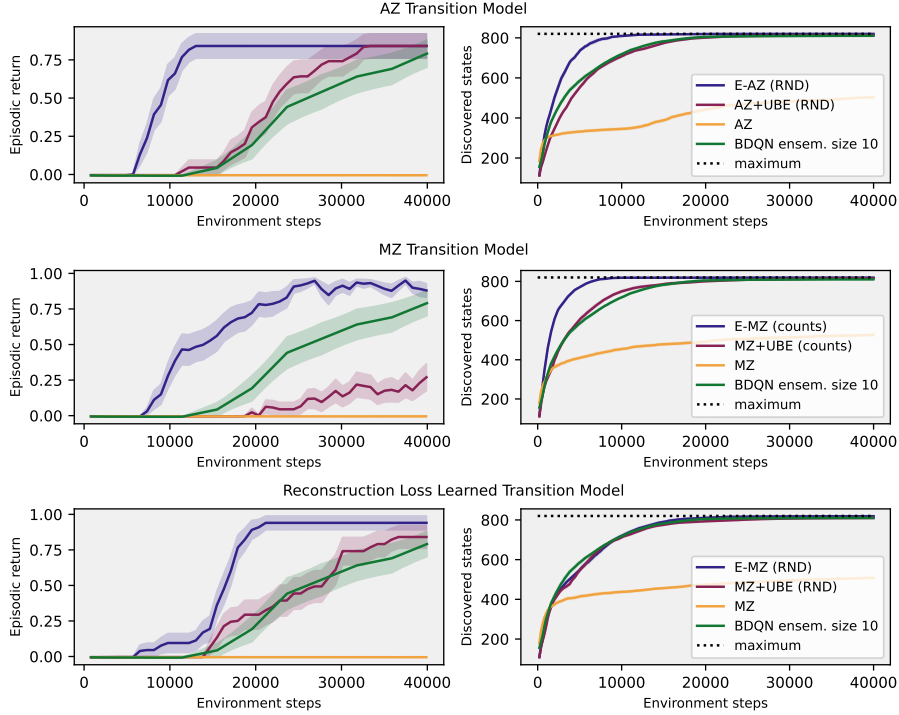 AZ Transition Model
Episodic return
0.75
0.50
0.25
0.00
0 10000 20000 30000 40000
Environment steps
Discovered states
800
600
400
200
E-AZ (RND)
AZ+UBE (RND)
AZ
BDQN ensem. size 10
maximum
0 10000 20000 30000 40000
Environment steps
MZ Transition Model
Episodic return
1.00
0.75
0.50
0.25
0.00
0 10000 20000 30000 40000
Environment steps
Discovered states
800
600
400
200
E-MZ (counts)
MZ+UBE (counts)
MZ
BDQN ensem. size 10
maximum
0 10000 20000 30000 40000
Environment steps
Reconstruction Loss Learned Transition Model
Episodic return
1.00
0.75
0.50
0.25
0.00
0 10000 20000 30000 40000
Environment steps
Discovered states
800
600
400
200
E-MZ (RND)
MZ+UBE (RND)
MZ
BDQN ensem. size 10
maximum
0 10000 20000 30000 40000
Environment steps